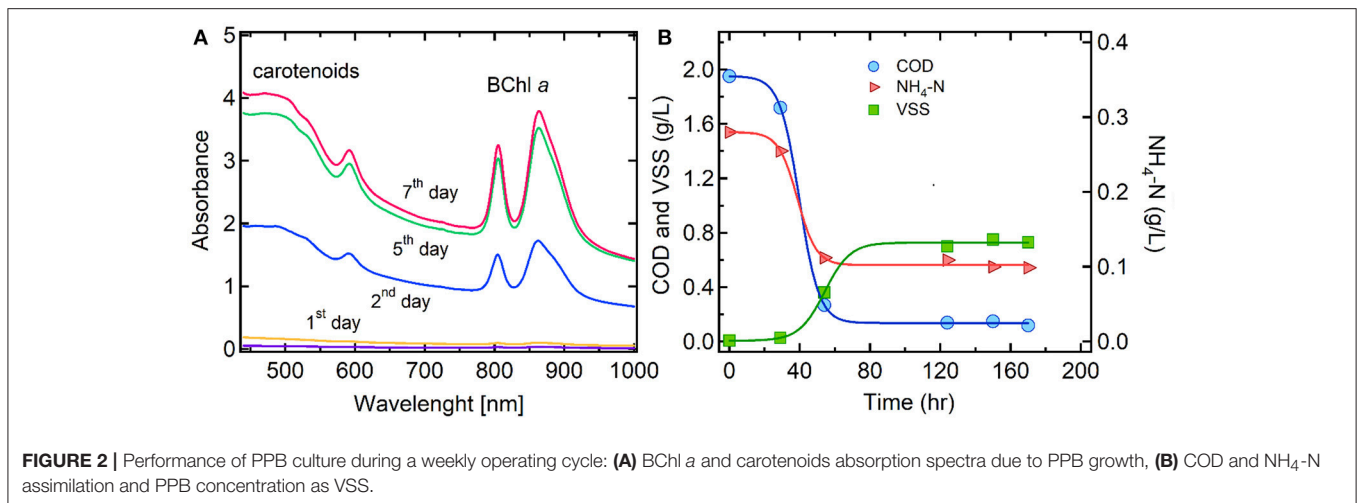 A
carotenoids
BChl a
7th day
5th day
2nd day
1st day
Absorbance
5
4
3
2
1
0
500 600 700 800 900 1000
Wavelenght [nm]
B
COD
NH4-N
VSS
COD and VSS (g/L)
2.0
1.6
1.2
0.8
0.4
0.0
NH4-N (g/L)
0.4
0.3
0.2
0.1
0.0
0 40 80 120 160 200
Time (hr)
FIGURE 2 | Performance of PPB culture during a weekly operating cycle: (A) BChl a and carotenoids absorption spectra due to PPB growth, (B) COD and NH4-N
assimilation and PPB concentration as VSS.